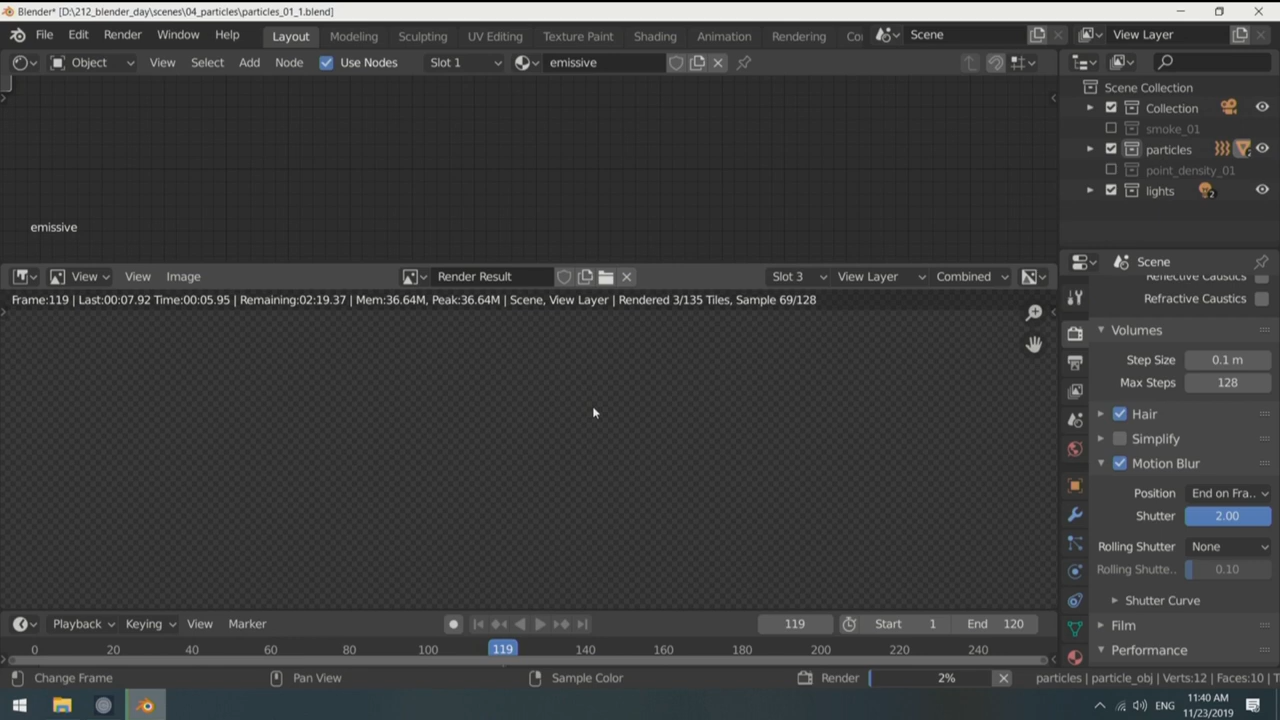 Blender* [D:\212_blender_day\scenes\04_particles\particles_01_1.blend]
File Edit Render Window Help Layout Modeling Sculpting UV Editing Texture Paint Shading Animation Rendering Co Scene View Layer
Object View Select Add Node Use Nodes Slot 1 emissive
Scene Collection
Collection
smoke_01
particles
point_density_01
lights
2
emissive
View View Image Render Result Slot 3 View Layer Combined
Scene
Frame:119 | Last:00:07.92 Time:00:05.95 | Remaining:02:19.37 | Mem:36.64M, Peak:36.64M | Scene, View Layer | Rendered 3/135 Tiles, Sample 69/128
Reflective Caustics
Refractive Caustics
Volumes
Step Size 0.1 m
Max Steps 128
Hair
Simplify
Motion Blur
Position End on Fra..
Shutter 2.00
Rolling Shutter None
Rolling Shutte.. 0.10
Shutter Curve
Film
Performance
Playback Keying View Marker 119 Start 1 End 120
0 20 40 60 80 100 119 140 160 180 200 220 240
Change Frame Pan View Sample Color Render 2% particles | particle_obj | Verts:12 | Faces:10 | T
ENG
11:40 AM
11/23/2019